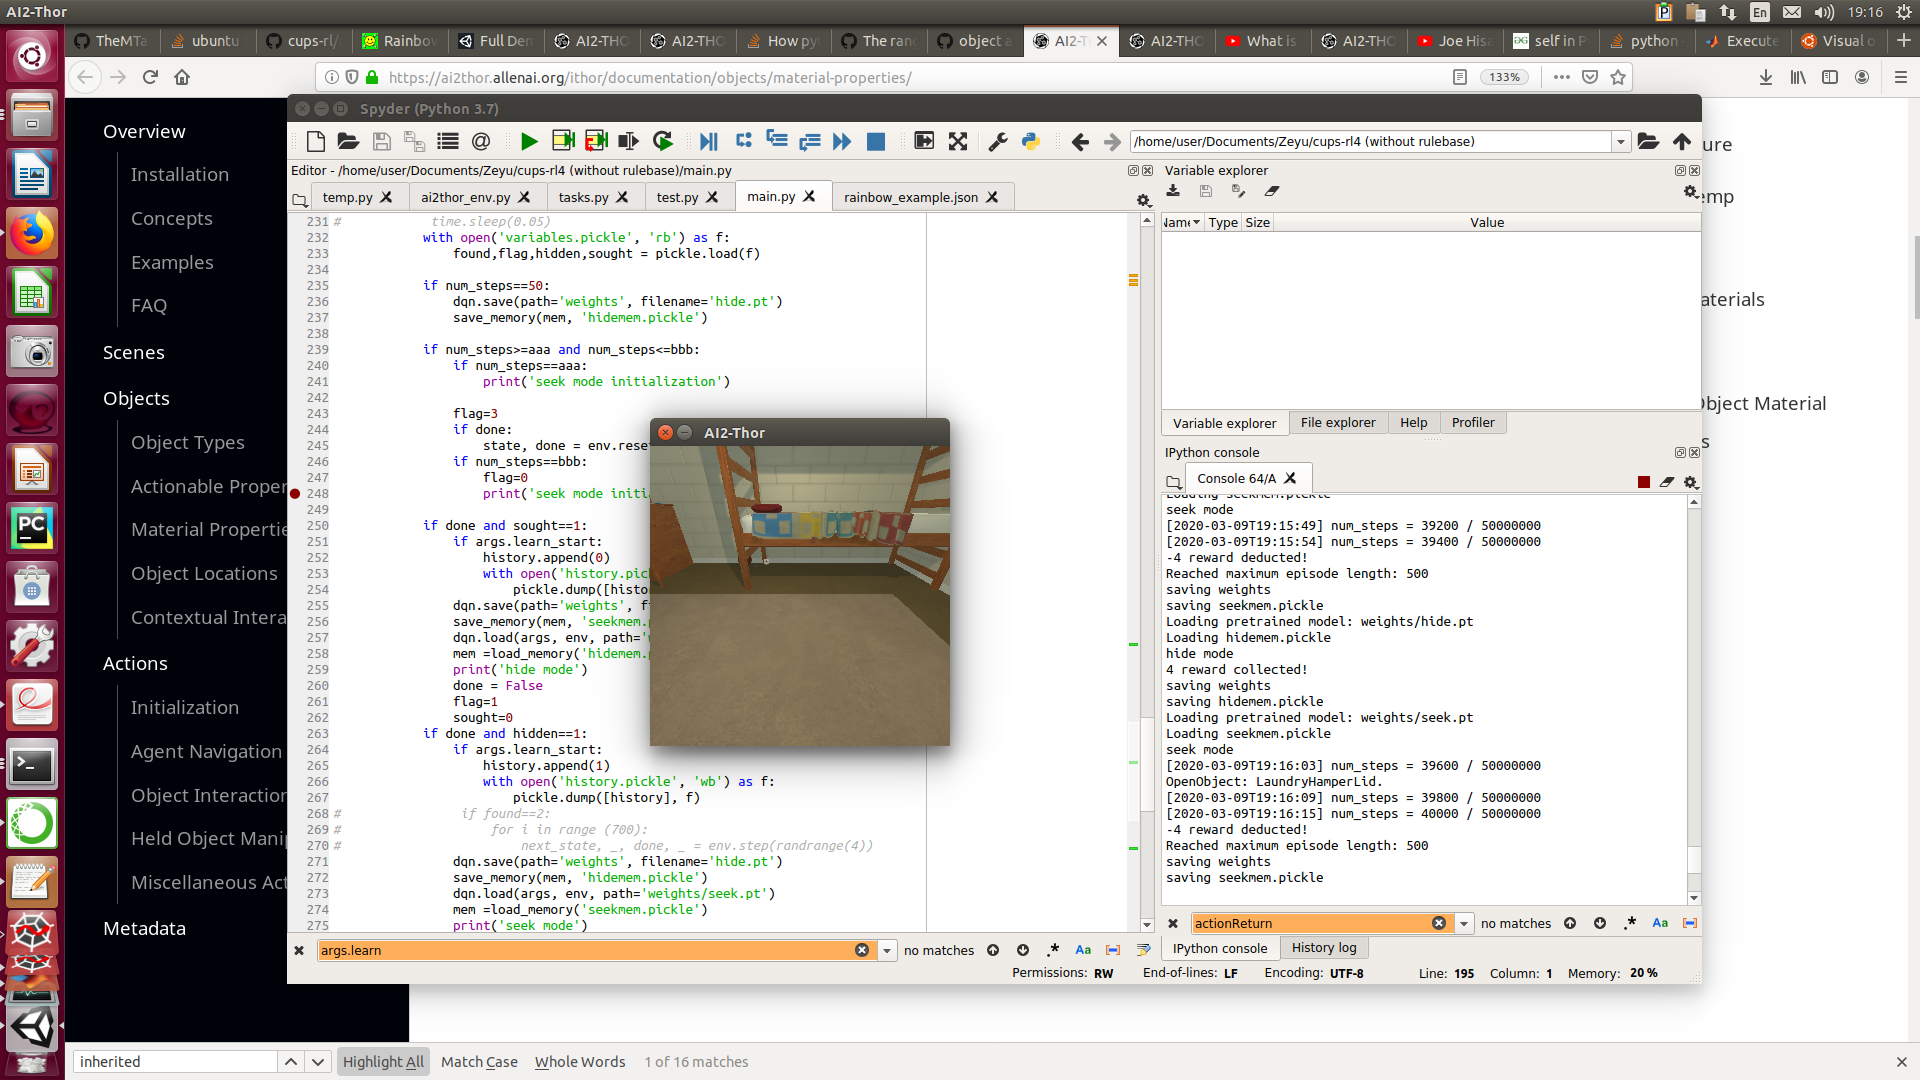 AI2-Thor
En
19:16
TheMTa
ubuntu
cups-rl/
Rainbow
Full Den
AI2-THO
AI2-THO
How py
The ran
object a
AI2-T
AI2-THO
What is
AI2-THO
Joe Hisa
self in P
python
Execute
Visual o
https://ai2thor.allenai.org/ithor/documentation/objects/material-properties/
133%
Overview
Installation
Concepts
Examples
FAQ
Scenes
Objects
Object Types
Actionable Proper
Material Propertie
Object Locations
Contextual Intera
Actions
Initialization
Agent Navigation
Object Interaction
Held Object Mani
Miscellaneous Act
Metadata
Spyder (Python 3.7)
/home/user/Documents/Zeyu/cups-rl4 (without rulebase)
Editor - /home/user/Documents/Zeyu/cups-rl4 (without rulebase)/main.py
temp.py
ai2thor_env.py
tasks.py
test.py
main.py
rainbow_example.json
231 # time.sleep(0.05)
232 with open('variables.pickle', 'rb') as f:
233 found,flag,hidden,sought = pickle.load(f)
234
235 if num_steps==50:
236 dqn.save(path='weights', filename='hide.pt')
237 save_memory(mem, 'hidemem.pickle')
238
239 if num_steps>=aaa and num_steps<=bbb:
240 if num_steps==aaa:
241 print('seek mode initialization')
242
243 flag=3
244 if done:
245 state, done = env.rese
246 if num_steps==bbb:
247 flag=0
248 print('seek mode initi
249
250 if done and sought==1:
251 if args.learn_start:
252 history.append(0)
253 with open('history.pic
254 pickle.dump([histo
255 dqn.save(path='weights', f
256 save_memory(mem, 'seekmem.
257 dqn.load(args, env, path='
258 mem =load_memory('hidemem.
259 print('hide mode')
260 done = False
261 flag=1
262 sought=0
263 if done and hidden==1:
264 if args.learn_start:
265 history.append(1)
266 with open('history.pickle', 'wb') as f:
267 pickle.dump([history], f)
268 # if found==2:
269 # for i in range (700):
270 # next_state, _, done, _ = env.step(randrange(4))
271 dqn.save(path='weights', filename='hide.pt')
272 save_memory(mem, 'hidemem.pickle')
273 dqn.load(args, env, path='weights/seek.pt')
274 mem =load_memory('seekmem.pickle')
275 print('seek mode')
AI2-Thor
args.learn
no matches
.*
Aa
Variable explorer
Name
Type
Size
Value
Variable explorer
File explorer
Help
Profiler
IPython console
Console 64/A
Loading seekmem.pickle
seek mode
[2020-03-09T19:15:49] num_steps = 39200 / 50000000
[2020-03-09T19:15:54] num_steps = 39400 / 50000000
-4 reward deducted!
Reached maximum episode length: 500
saving weights
saving seekmem.pickle
Loading pretrained model: weights/hide.pt
Loading hidemem.pickle
hide mode
4 reward collected!
saving weights
saving hidemem.pickle
Loading pretrained model: weights/seek.pt
Loading seekmem.pickle
seek mode
[2020-03-09T19:16:03] num_steps = 39600 / 50000000
OpenObject: LaundryHamperLid.
[2020-03-09T19:16:09] num_steps = 39800 / 50000000
[2020-03-09T19:16:15] num_steps = 40000 / 50000000
-4 reward deducted!
Reached maximum episode length: 500
saving weights
saving seekmem.pickle
actionReturn
no matches
.*
Aa
IPython console
History log
Permissions: RW
End-of-lines: LF
Encoding: UTF-8
Line: 195
Column: 1
Memory: 20 %
ure
emp
aterials
Object Material
s
inherited
Highlight All
Match Case
Whole Words
1 of 16 matches